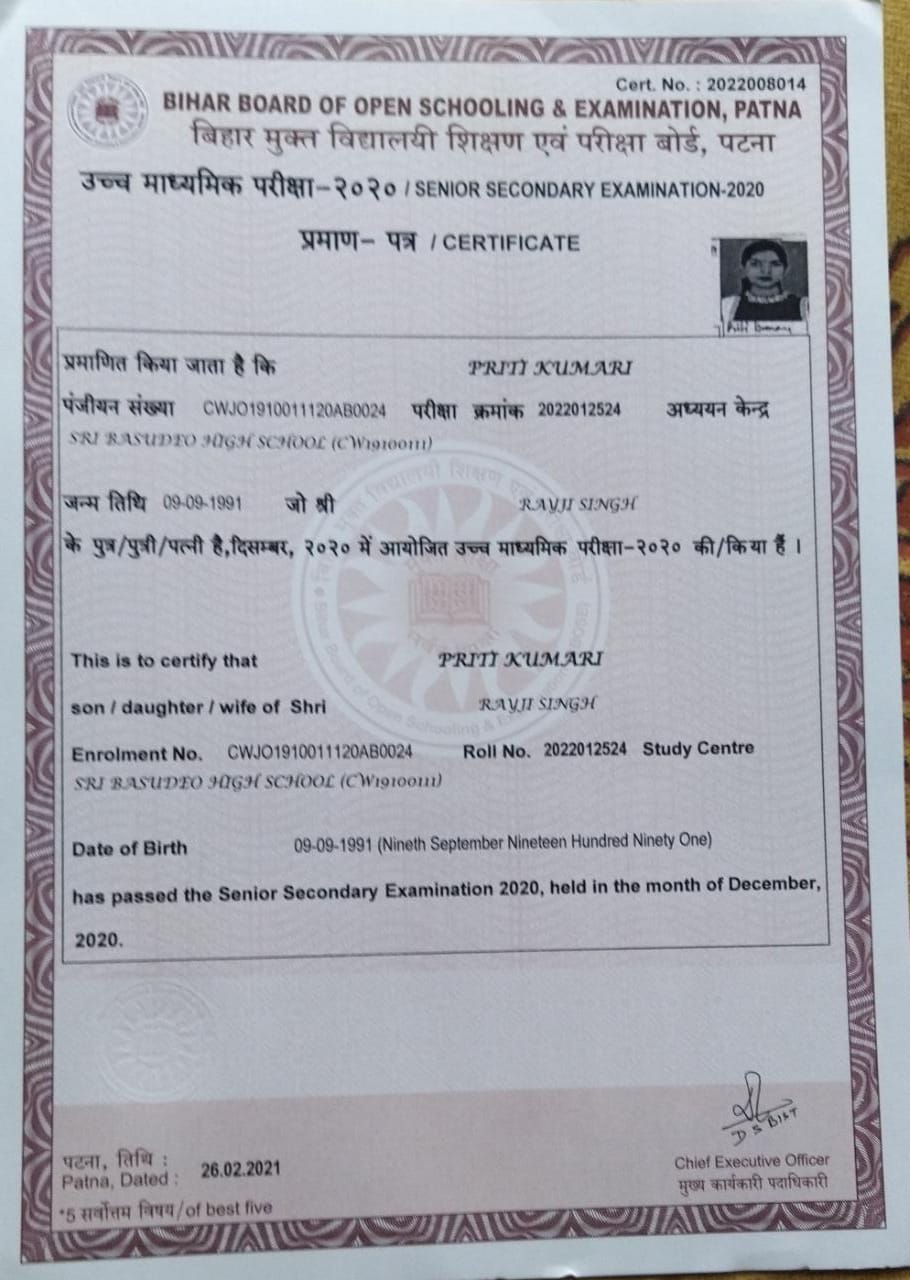 Cert. No. : 2022008014
BIHAR BOARD OF OPEN SCHOOLING & EXAMINATION, PATNA
बिहार मुक्त विद्यालयी शिक्षण एवं परीक्षा बोर्ड, पटना
उच्च माध्यमिक परीक्षा-२०२० / SENIOR SECONDARY EXAMINATION-2020
प्रमाण- पत्र / CERTIFICATE
Priti Kumari
प्रमाणित किया जाता है कि PRITI KUMARI
पंजीयन संख्या CWJO1910011120AB0024 परीक्षा क्रमांक 2022012524 अध्ययन केन्द्र
SRI BASUDEO HIGH SCHOOL (CW19100111)
जन्म तिथि 09-09-1991 जो श्री RAVJI SINGH
के पुत्र/पुत्री/पत्नी है,दिसम्बर, २०२० में आयोजित उच्च माध्यमिक परीक्षा-२०२० की/किया हैं ।
This is to certify that PRITI KUMARI
son / daughter / wife of Shri RAVJI SINGH
Enrolment No. CWJO1910011120AB0024 Roll No. 2022012524 Study Centre
SRI BASUDEO HIGH SCHOOL (CW19100111)
Date of Birth 09-09-1991 (Nineth September Nineteen Hundred Ninety One)
has passed the Senior Secondary Examination 2020, held in the month of December,
2020.
D S BIST
पटना, तिथि :
Patna, Dated : 26.02.2021
Chief Executive Officer
मुख्य कार्यकारी पदाधिकारी
*5 सर्वोत्तम विषय/of best five